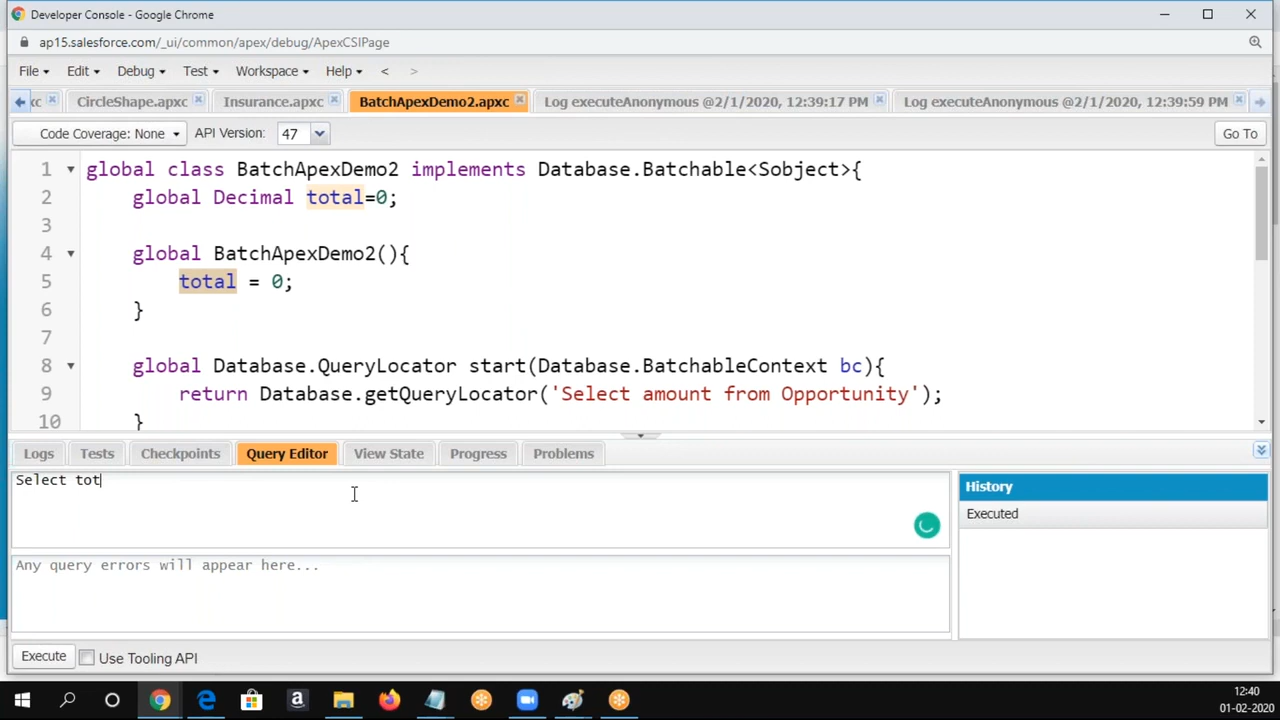 Developer Console - Google Chrome
ap15.salesforce.com/_ui/common/apex/debug/ApexCSIPage
File Edit Debug Test Workspace Help < >
xc CircleShape.apxc Insurance.apxc BatchApexDemo2.apxc Log executeAnonymous @2/1/2020, 12:39:17 PM Log executeAnonymous @2/1/2020, 12:39:59 PM
Code Coverage: None API Version: 47 Go To
1 global class BatchApexDemo2 implements Database.Batchable<Sobject>{
2 global Decimal total=0;
3
4 global BatchApexDemo2(){
5 total = 0;
6 }
7
8 global Database.QueryLocator start(Database.BatchableContext bc){
9 return Database.getQueryLocator('Select amount from Opportunity');
10 }
Logs Tests Checkpoints Query Editor View State Progress Problems
Select tot
History
Executed
Any query errors will appear here...
Execute Use Tooling API
12:40
01-02-2020